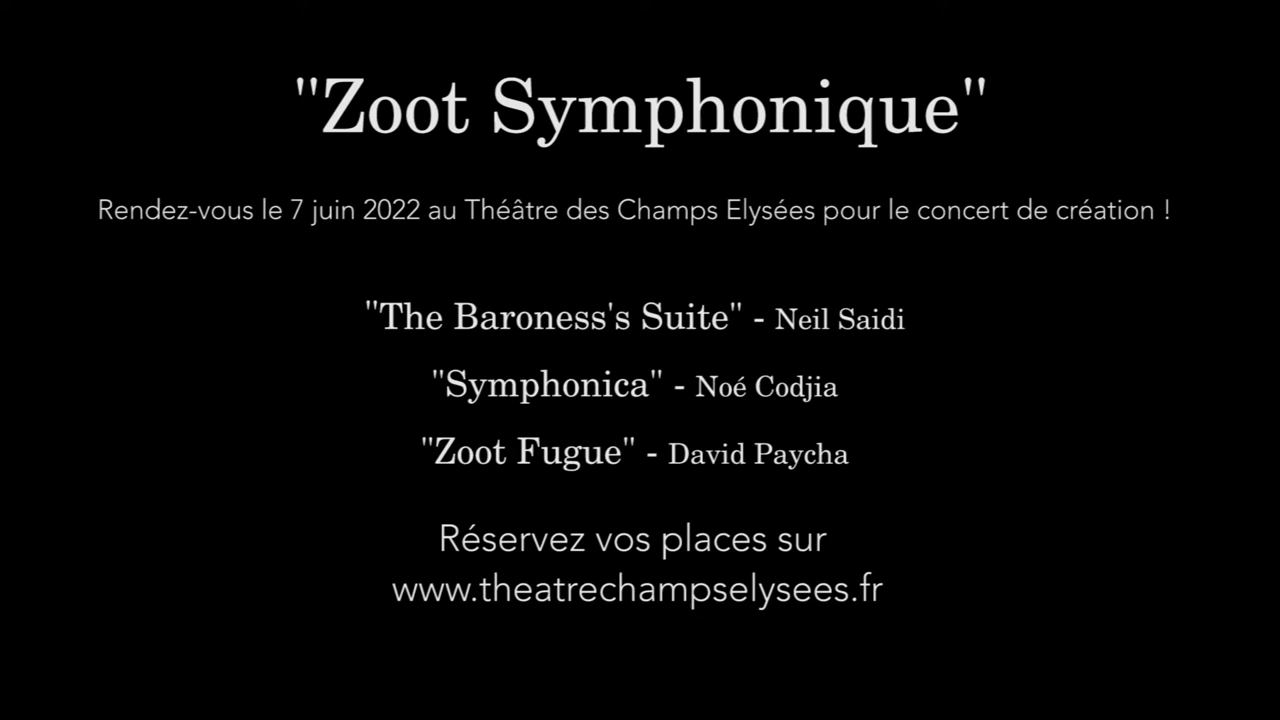 "Zoot Symphonique"
Rendez-vous le 7 juin 2022 au Théâtre des Champs Elysées pour le concert de création !
"The Baroness's Suite" - Neil Saidi
"Symphonica" - Noé Codjia
"Zoot Fugue" - David Paycha
Réservez vos places sur
www.theatrechampselysees.fr